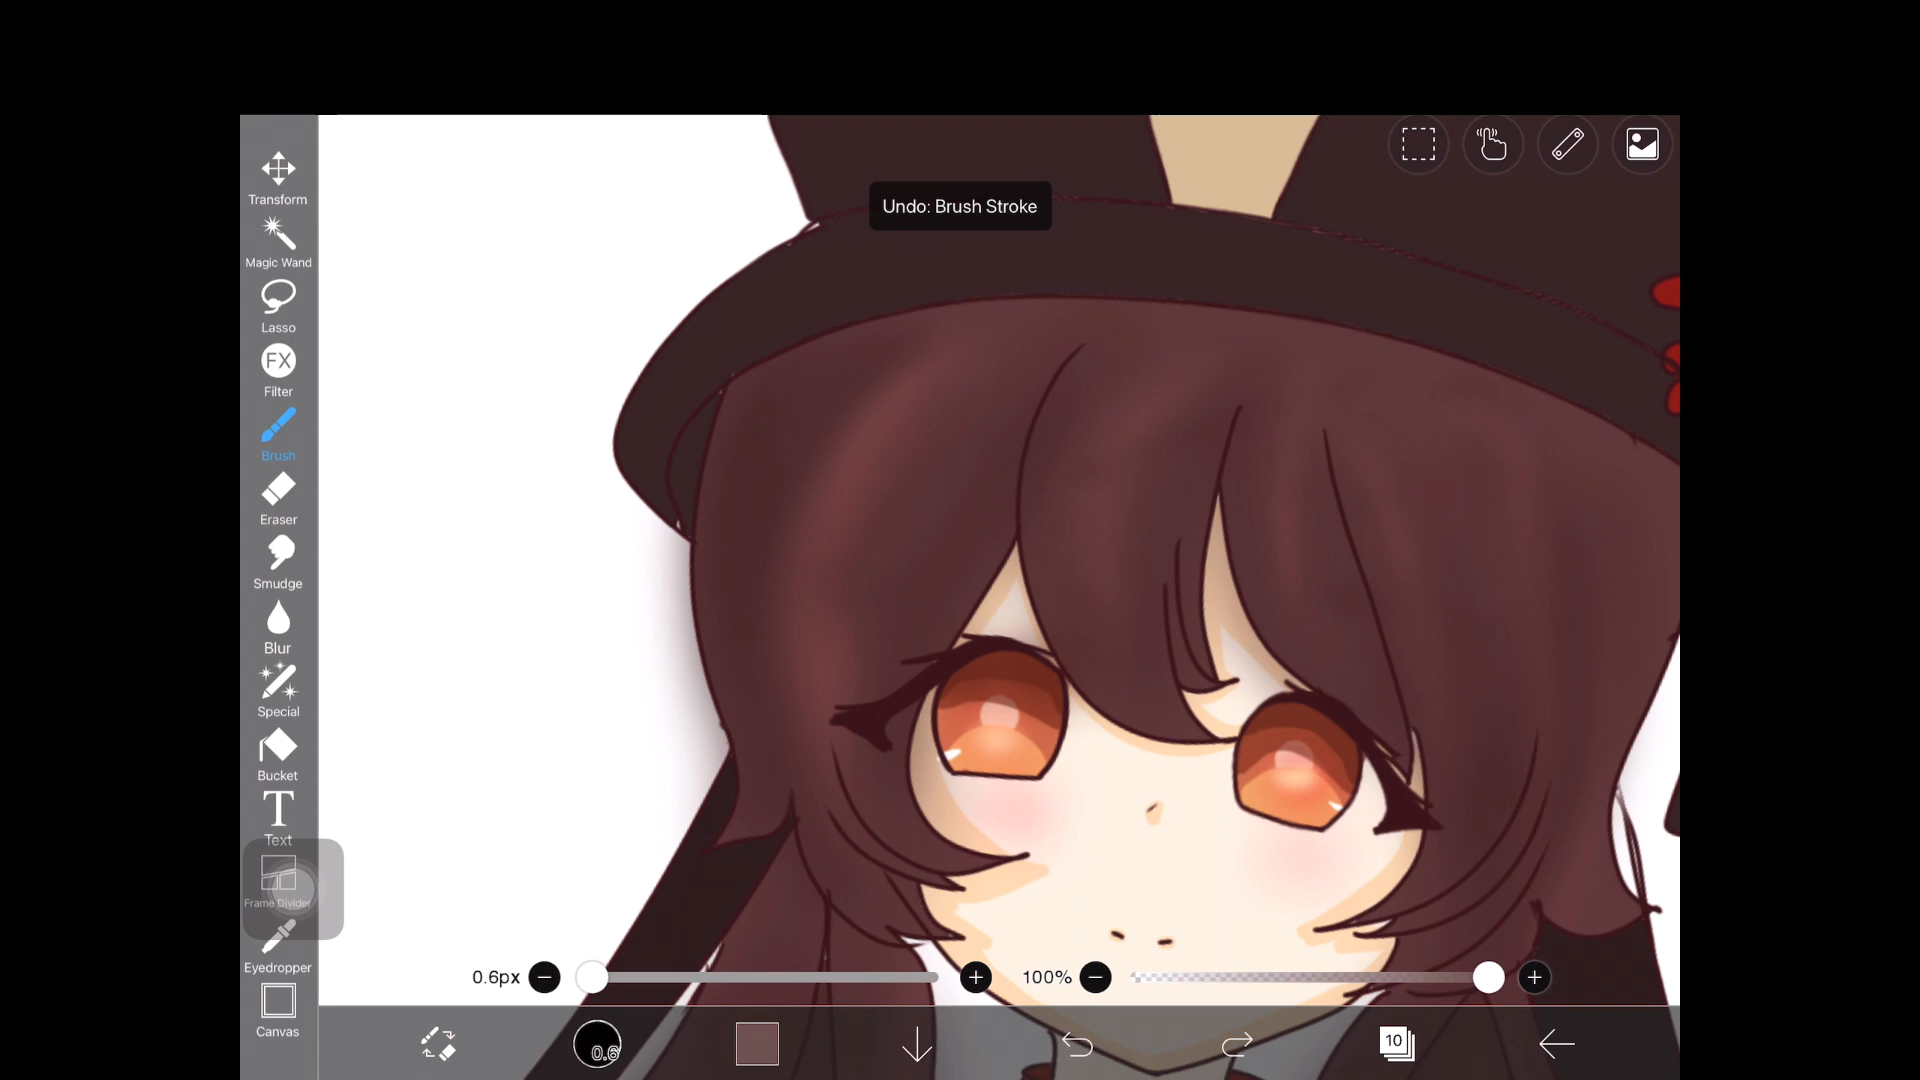 Transform
Undo: Brush Stroke
Magic Wand
Lasso
FX
Filter
Brush
Eraser
Smudge
Blur
Special
Bucket
T
Text
Frame Divider
Eyedropper
0.6px
100%
Canvas
0.6
10